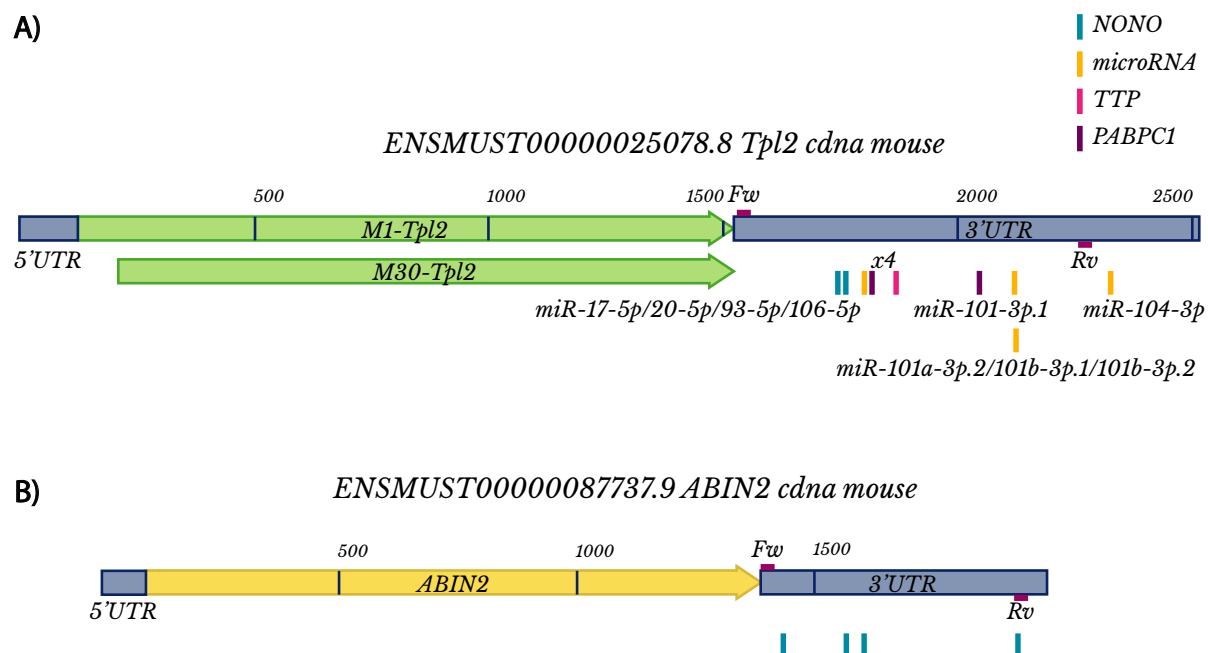 A)
NONO
microRNA
TTP
PABPC1
ENSMUST00000025078.8 Tpl2 cdna mouse
500
1000
1500
Fw
2000
2500
M1-Tpl2
3'UTR
5'UTR
M30-Tpl2
x4
Rv
miR-17-5p/20-5p/93-5p/106-5p
miR-101-3p.1
miR-104-3p
miR-101a-3p.2/101b-3p.1/101b-3p.2
B)
ENSMUST00000087737.9 ABIN2 cdna mouse
500
1000
Fw
1500
ABIN2
3'UTR
5'UTR
Rv